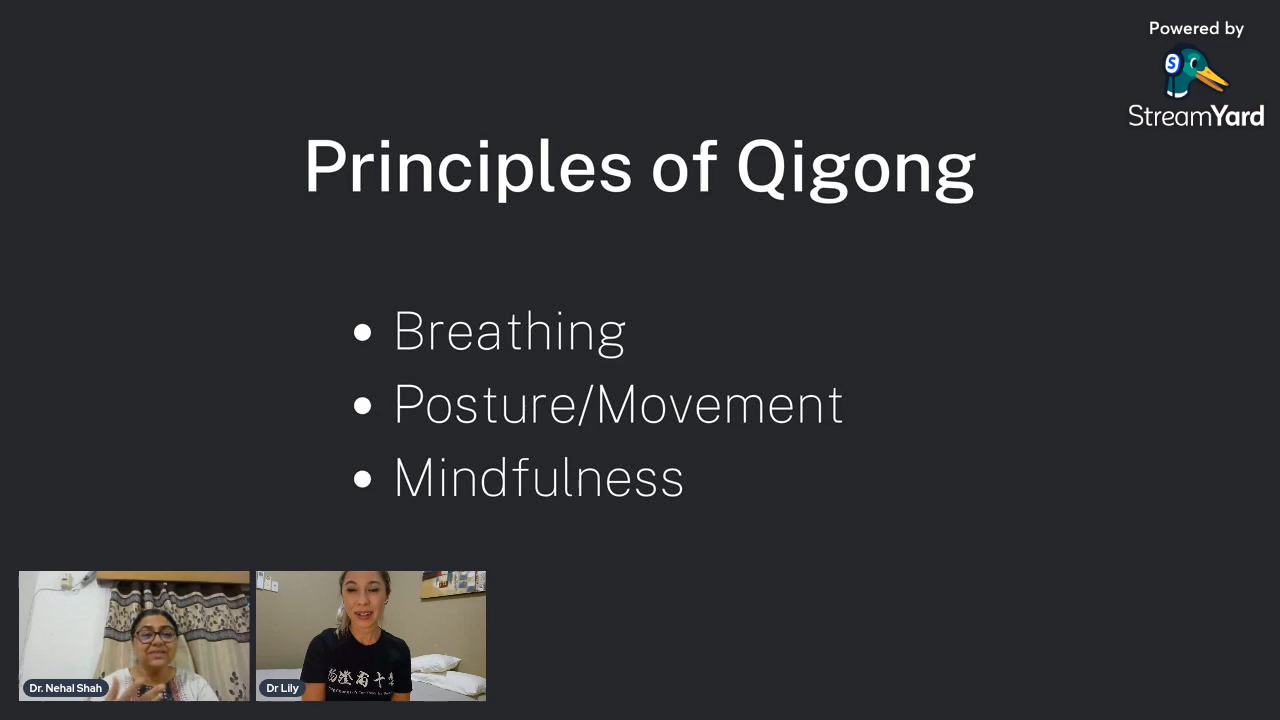 Powered by
StreamYard
Principles of Qigong
• Breathing
• Posture/Movement
• Mindfulness
Dr. Nehal Shah
Dr Lily